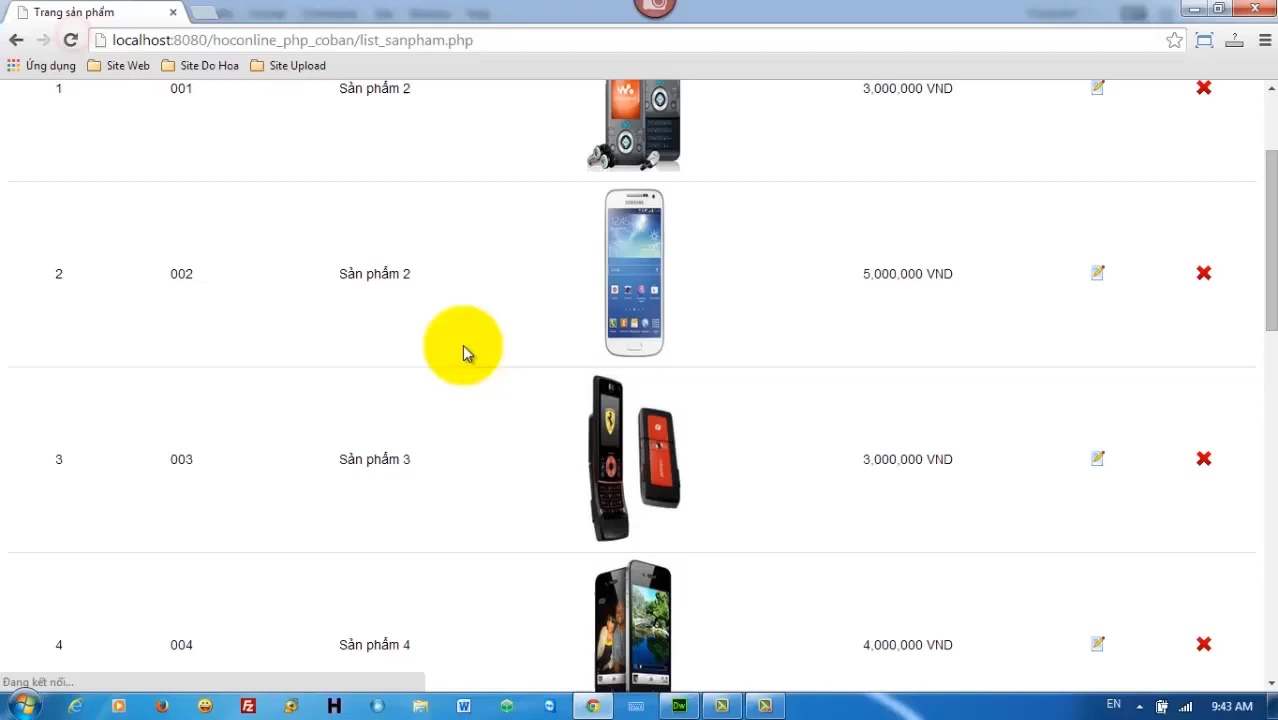 Trang sản phẩm
localhost:8080/hoconline_php_coban/list_sanpham.php
Ứng dụng Site Web Site Do Hoa Site Upload
1 001 Sản phẩm 2 3,000,000 VND
SAMSUNG
12:45
2 002 Sản phẩm 2 5,000,000 VND
3 003 Sản phẩm 3 3,000,000 VND
4 004 Sản phẩm 4 4,000,000 VND
Đang kết nối...
EN 9:43 AM